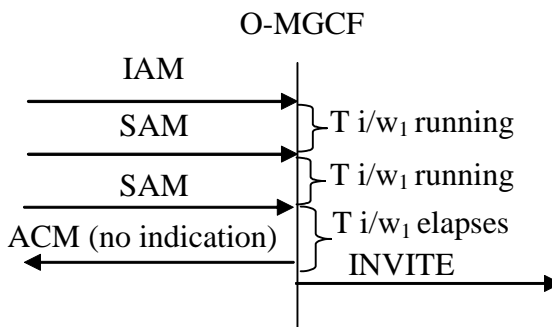 O-MGCF
IAM
T i/w₁ running
SAM
T i/w₁ running
SAM
T i/w₁ elapses
ACM (no indication)
INVITE